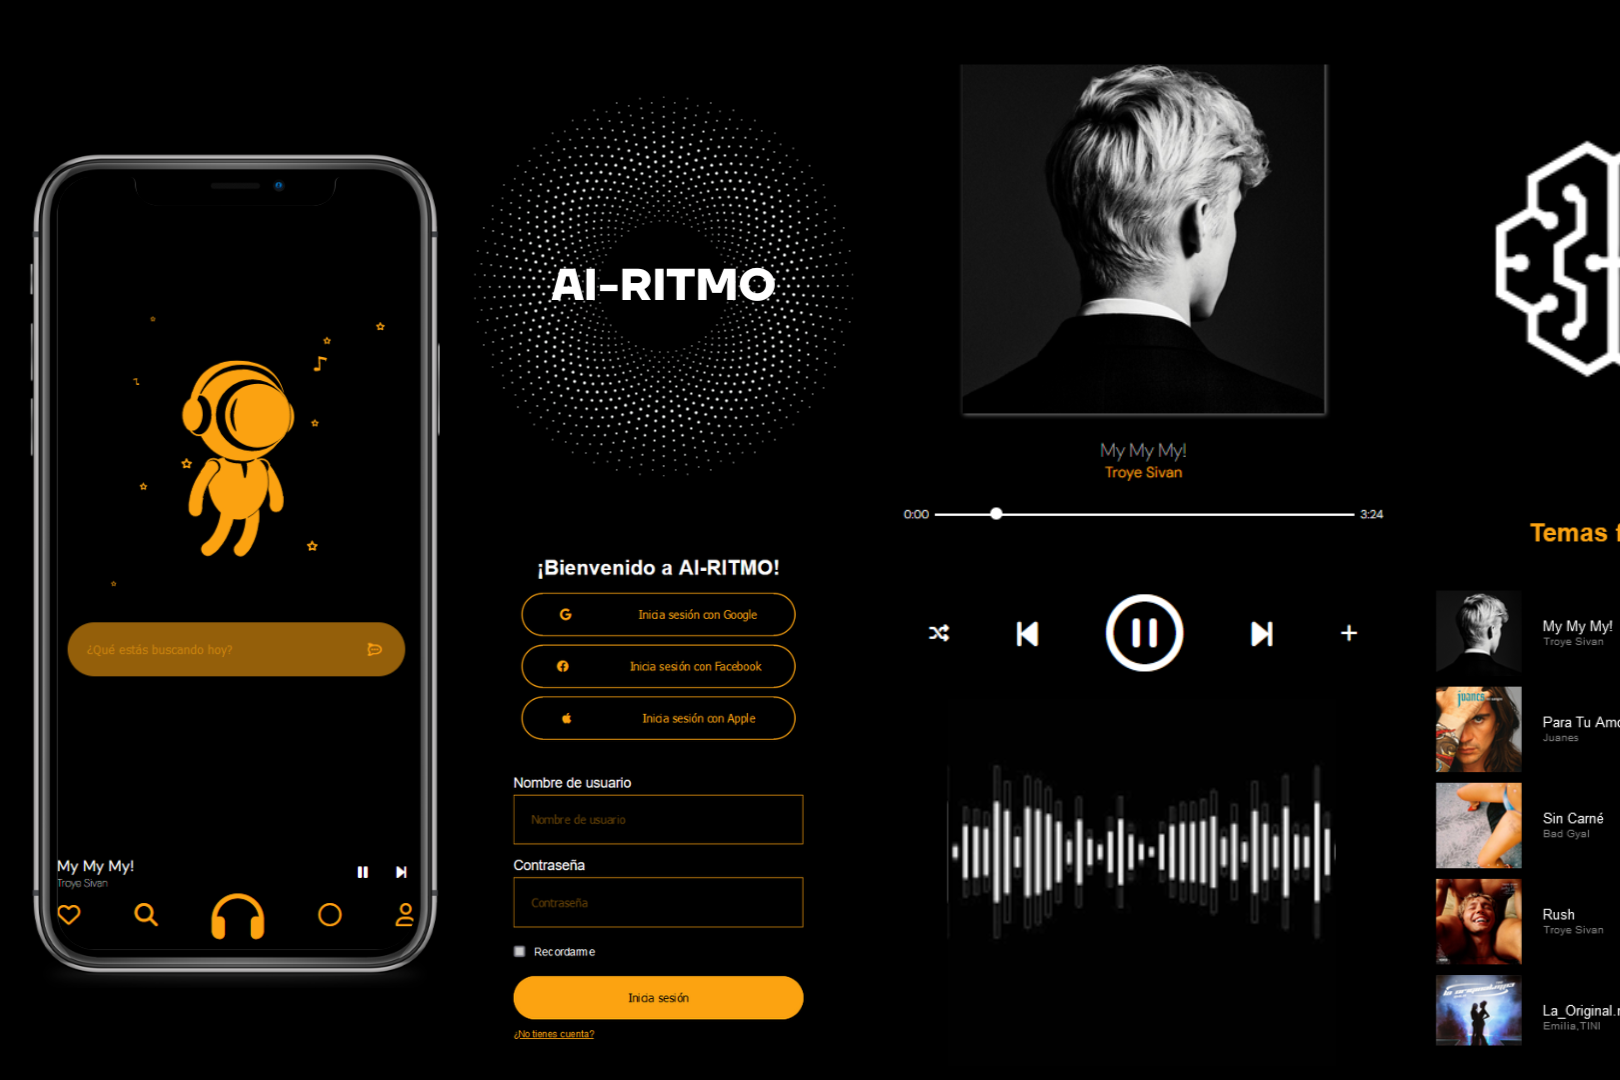 ¿Qué estás buscando hoy?
My My My!
Troye Sivan
AI-RITMO
¡Bienvenido a AI-RITMO!
Inicia sesión con Google
Inicia sesión con Facebook
Inicia sesión con Apple
Nombre de usuario
Nombre de usuario
Contraseña
Contraseña
Recordarme
Inicia sesión
¿No tienes cuenta?
My My My!
Troye Sivan
0:00
3:24
Temas f
My My My!
Troye Sivan
juanes
Para Tu Amo
Juanes
Sin Carné
Bad Gyal
Rush
Troye Sivan
La_Original.
Emilia,TINI